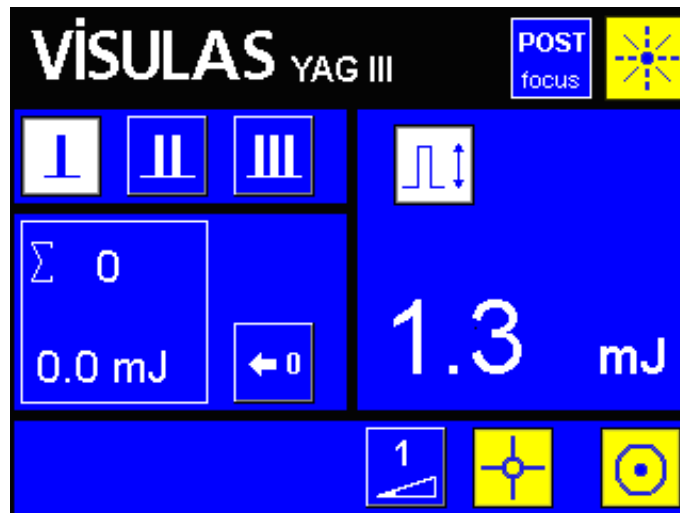 VİSULAS YAG III
POST
focus
Σ 0
0.0 mJ
0
1.3 mJ
1